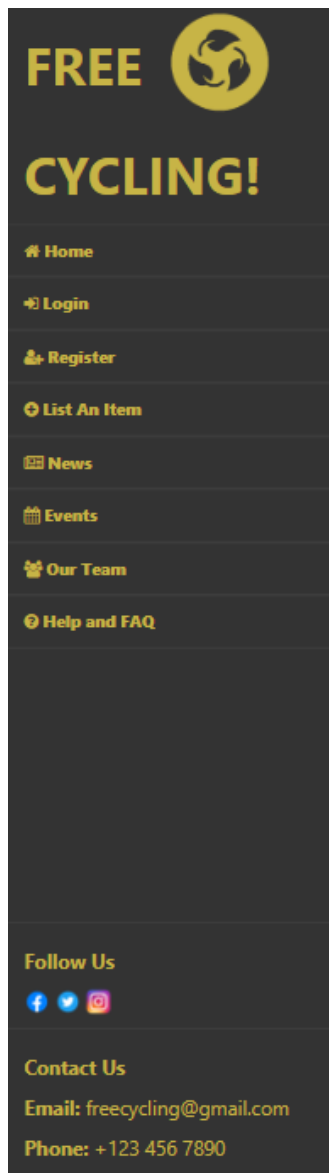 FREE
CYCLING!
Home
Login
Register
List An Item
News
Events
Our Team
Help and FAQ
Follow Us
Contact Us
Email: freecycling@gmail.com
Phone: +123 456 7890